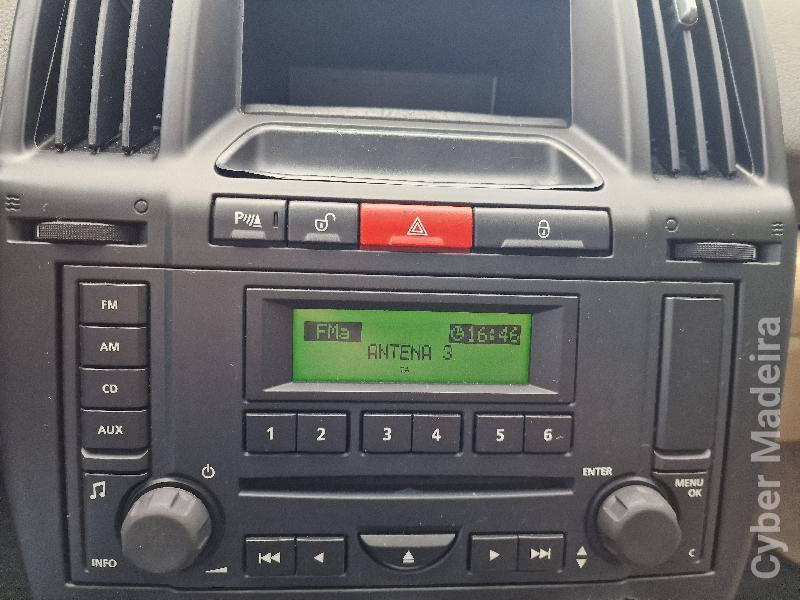 P
FM
AM
CD
AUX
FMa 16:46
ANTENA 3
TA
1 2 3 4 5 6
ENTER
MENU
OK
INFO
C
Cyber Madeira